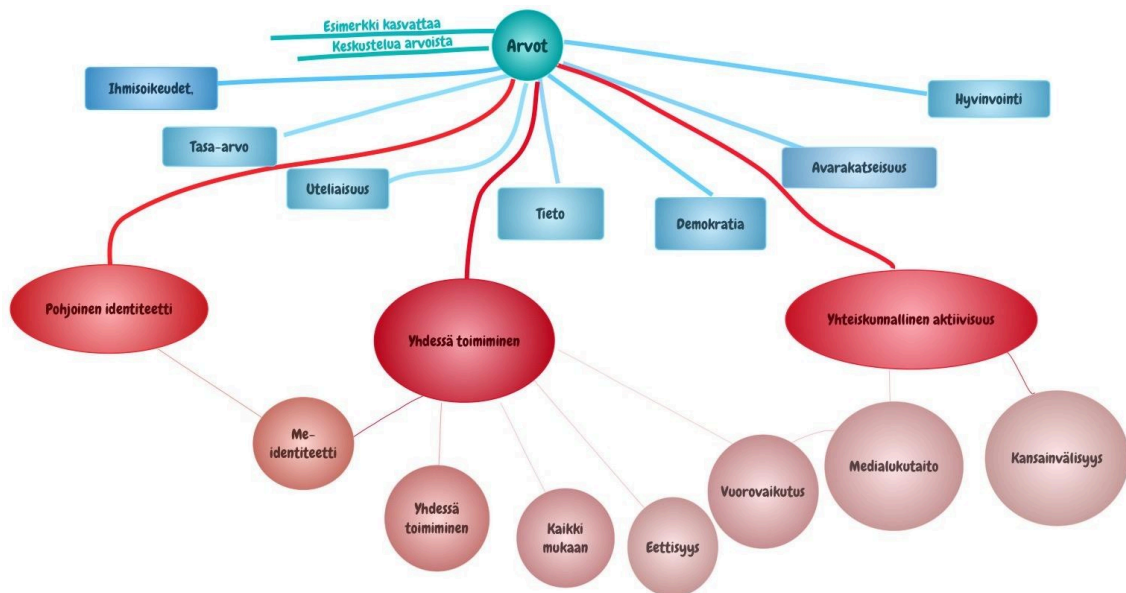 Esimerkki kasvattaa
Keskustelua arvoista
Arvot
Ihmisoikeudet.
Hyvinvointi
Tasa-arvo
Avarakatseisuus
Uteliaisuus
Tieto
Demokratia
Pohjoinen identiteetti
Yhdessä toimiminen
Yhteiskunnallinen aktiivisuus
Me-
identiteetti
Yhdessä
toimiminen
Kaikki
mukaan
Eettisyys
Vuorovaikutus
Medialukutaito
Kansainvälisyys